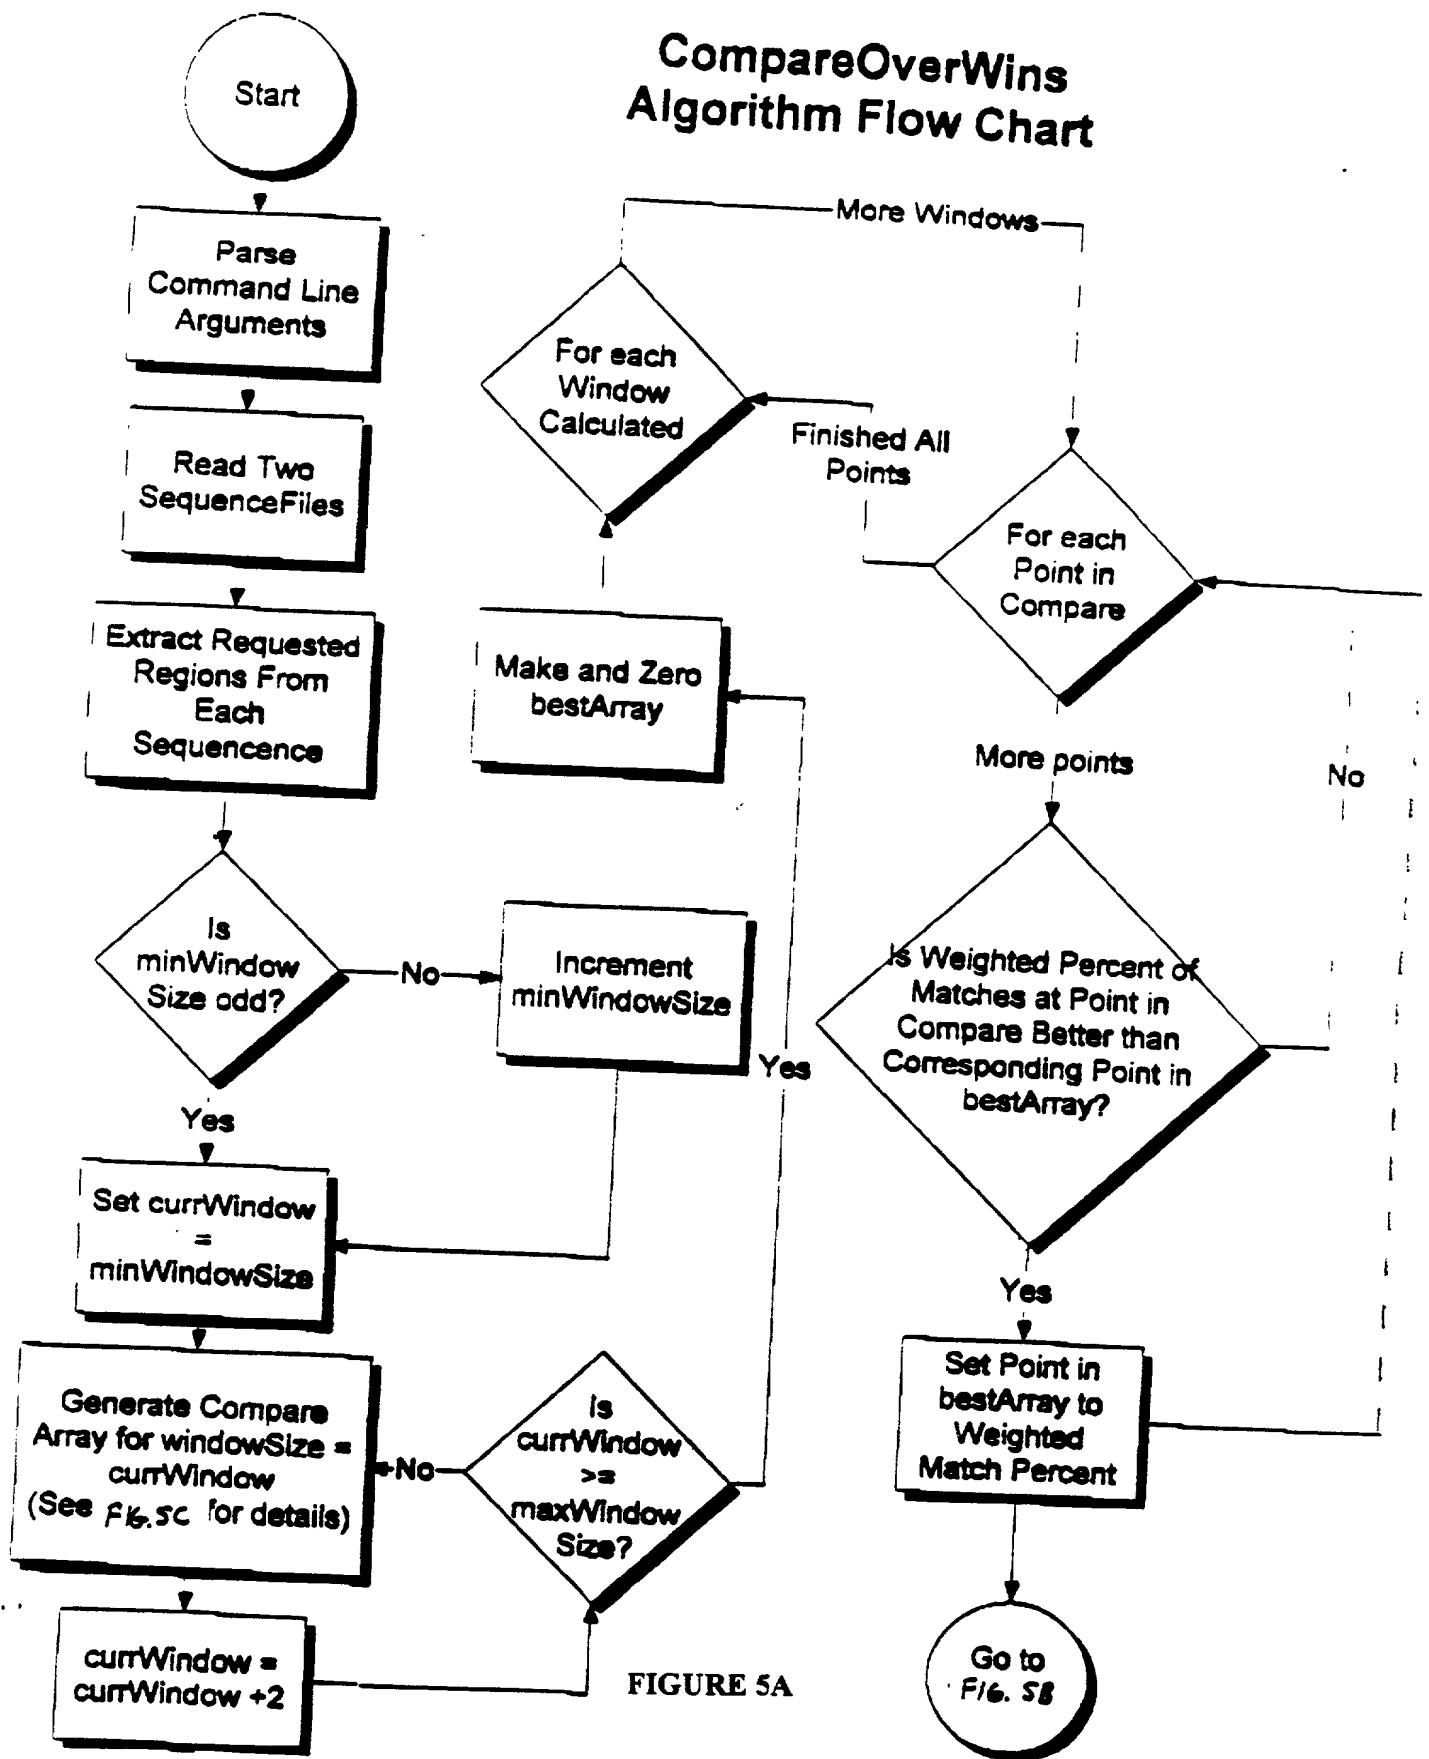 CompareOverWins
Algorithm Flow Chart
Start
Parse
Command Line
Arguments
Read Two
SequenceFiles
Extract Requested
Regions From
Each
Sequencence
Is
minWindow
Size odd?
No
Increment
minWindowSize
Yes
Set currWindow
=
minWindowSize
Generate Compare
Array for windowSize =
currWindow
(See FIG. 5C for details)
currWindow =
currWindow +2
Is
currWindow
>=
maxWindow
Size?
No
Yes
Make and Zero
bestArray
For each
Window
Calculated
More Windows
Finished All
Points
For each
Point in
Compare
More points
No
Is Weighted Percent of
Matches at Point in
Compare Better than
Corresponding Point in
bestArray?
Yes
Set Point in
bestArray to
Weighted
Match Percent
Go to
FIG. 5B
FIGURE 5A